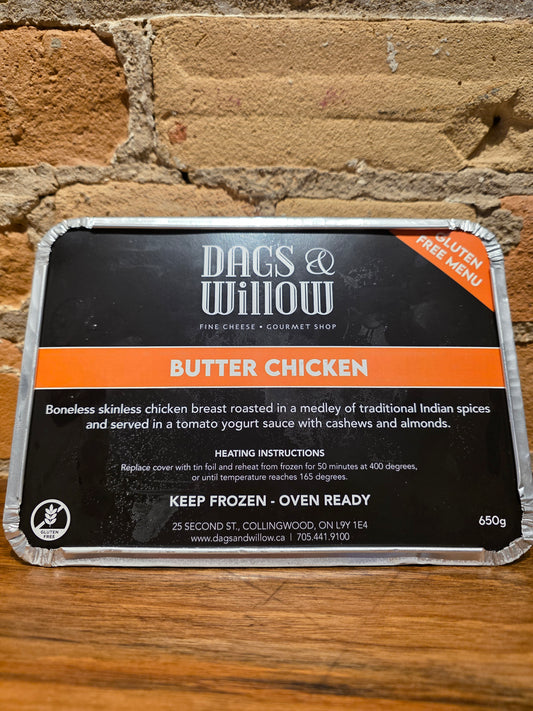 GLUTEN
FREE MENU
DAGS &
WillOW
FINE CHEESE • GOURMET SHOP
BUTTER CHICKEN
Boneless skinless chicken breast roasted in a medley of traditional Indian spices
and served in a tomato yogurt sauce with cashews and almonds.
HEATING INSTRUCTIONS
Replace cover with tin foil and reheat from frozen for 50 minutes at 400 degrees,
or until temperature reaches 165 degrees.
KEEP FROZEN - OVEN READY
GLUTEN
FREE
25 SECOND ST., COLLINGWOOD, ON L9Y 1E4
www.dagsandwillow.ca | 705.441.9100
650g